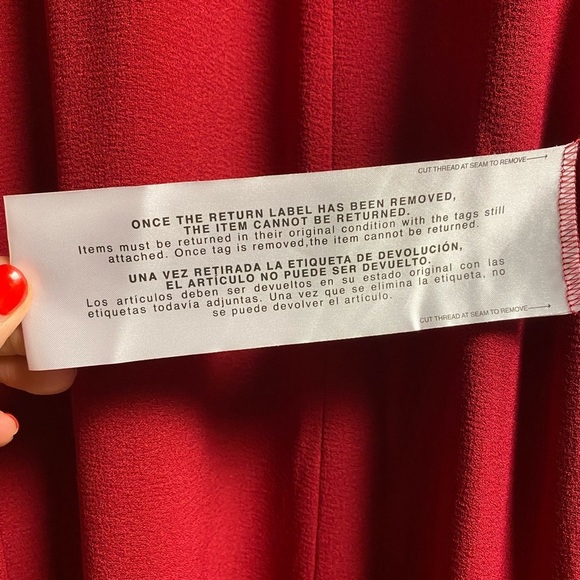 CUT THREAD AT SEAM TO REMOVE
ONCE THE RETURN LABEL HAS BEEN REMOVED,
THE ITEM CANNOT BE RETURNED.
Items must be returned in their original condition with the tags still
attached. Once tag is removed,the item cannot be returned.
UNA VEZ RETIRADA LA ETIQUETA DE DEVOLUCIÓN,
EL ARTÍCULO NO PUEDE SER DEVUELTO.
Los artículos deben ser devueltos en su estado original con las
etiquetas todavía adjuntas. Una vez que se elimina la etiqueta, no
se puede devolver el artículo.
CUT THREAD AT SEAM TO REMOVE